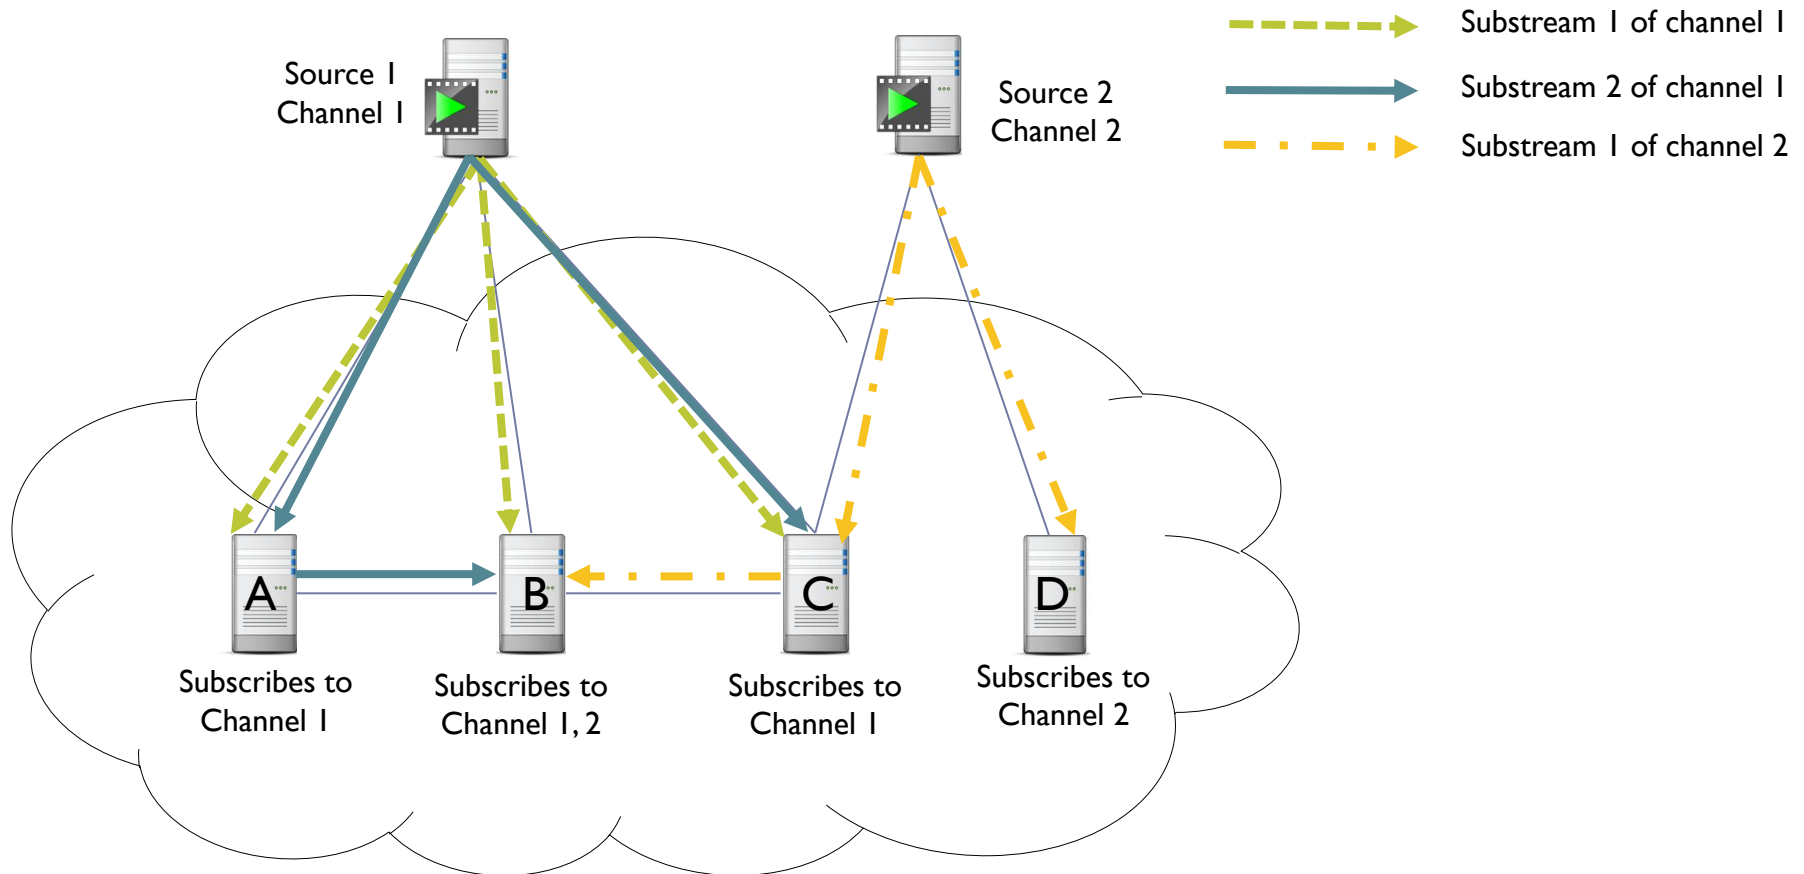 Source 1
Channel 1
Source 2
Channel 2
Substream 1 of channel 1
Substream 2 of channel 1
Substream 1 of channel 2
A
B
C
D
Subscribes to
Channel 1
Subscribes to
Channel 1, 2
Subscribes to
Channel 1
Subscribes to
Channel 2